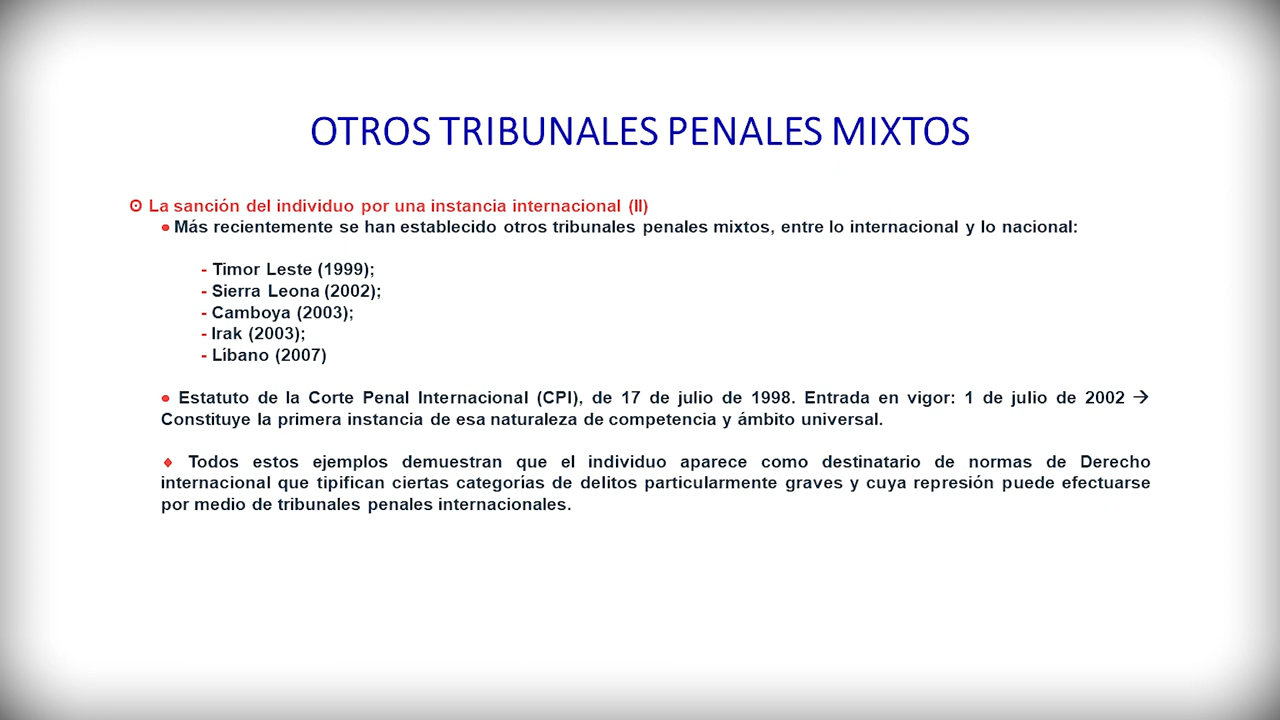 OTROS TRIBUNALES PENALES MIXTOS
⊙ La sanción del individuo por una instancia internacional (II)
● Más recientemente se han establecido otros tribunales penales mixtos, entre lo internacional y lo nacional:
- Timor Leste (1999);
- Sierra Leona (2002);
- Camboya (2003);
- Irak (2003);
- Líbano (2007)
● Estatuto de la Corte Penal Internacional (CPI), de 17 de julio de 1998. Entrada en vigor: 1 de julio de 2002 →
Constituye la primera instancia de esa naturaleza de competencia y ámbito universal.
♦ Todos estos ejemplos demuestran que el individuo aparece como destinatario de normas de Derecho
internacional que tipifican ciertas categorías de delitos particularmente graves y cuya represión puede efectuarse
por medio de tribunales penales internacionales.